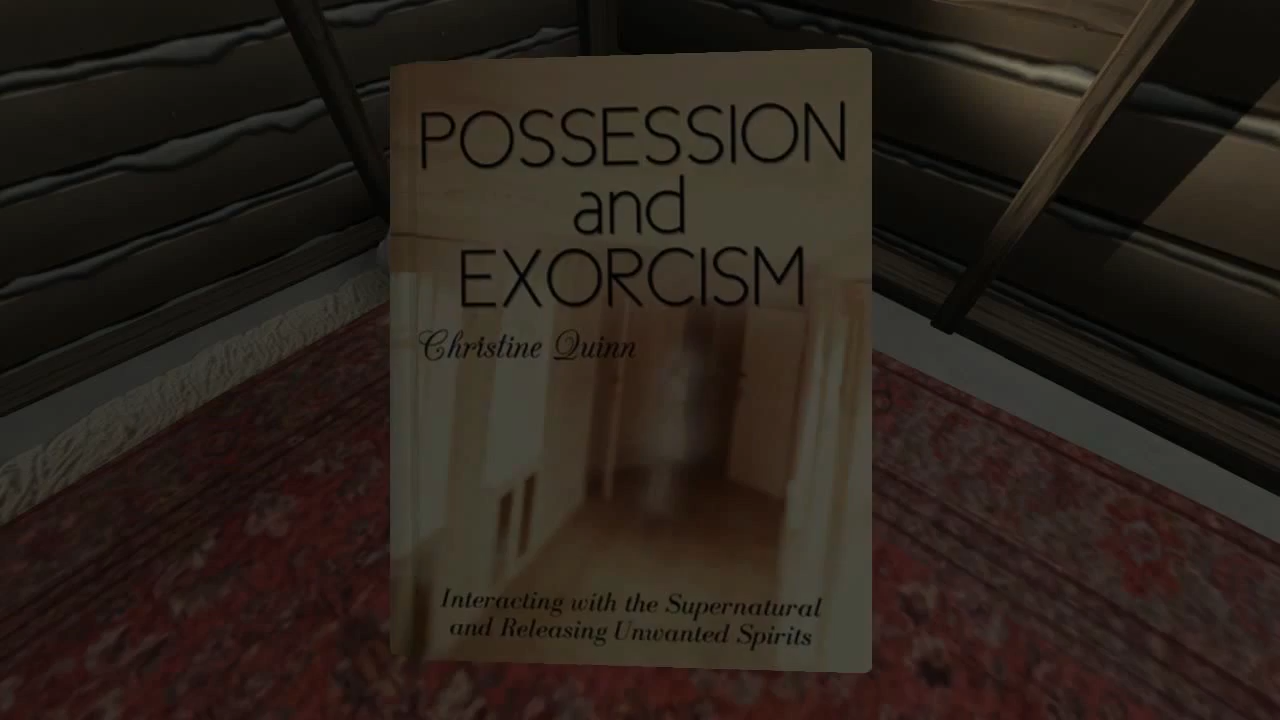 POSSESSION
and
EXORCISM
Christine Quinn
Interacting with the Supernatural
and Releasing Unwanted Spirits